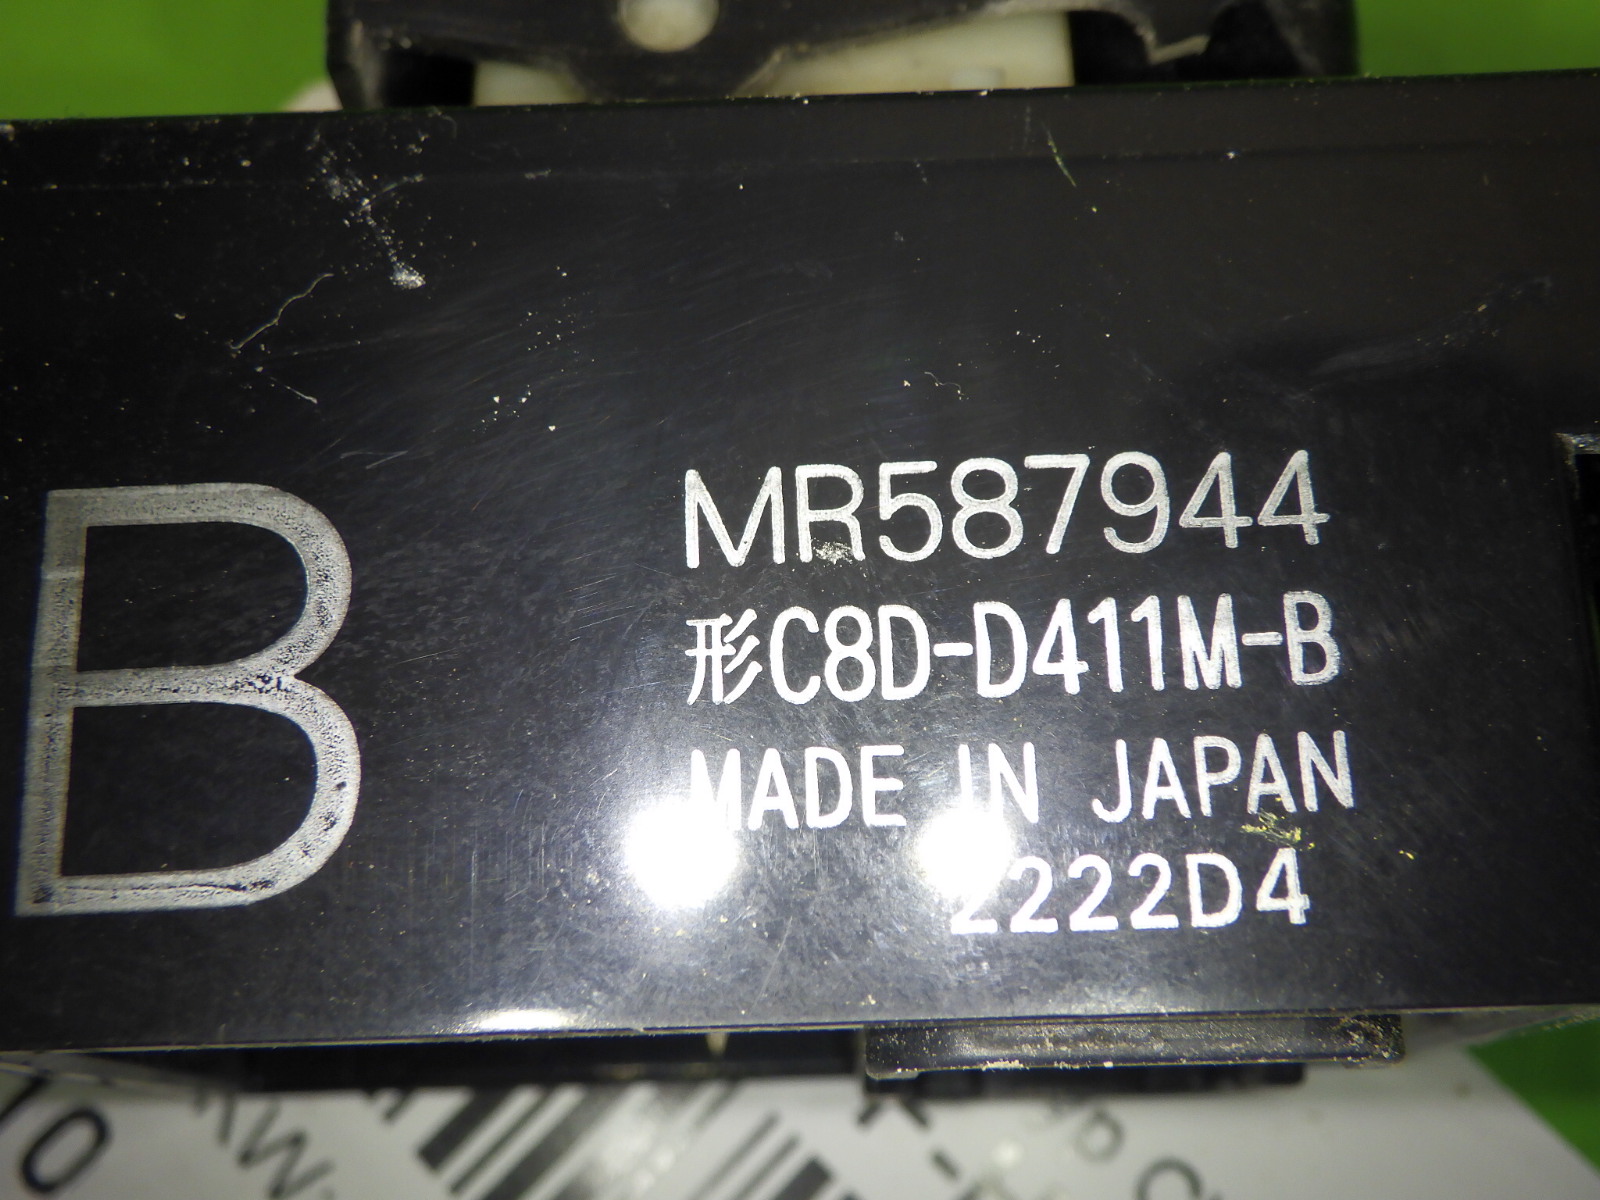 B
MR587944
形C8D-D411M-B
MADE IN JAPAN
2222D4